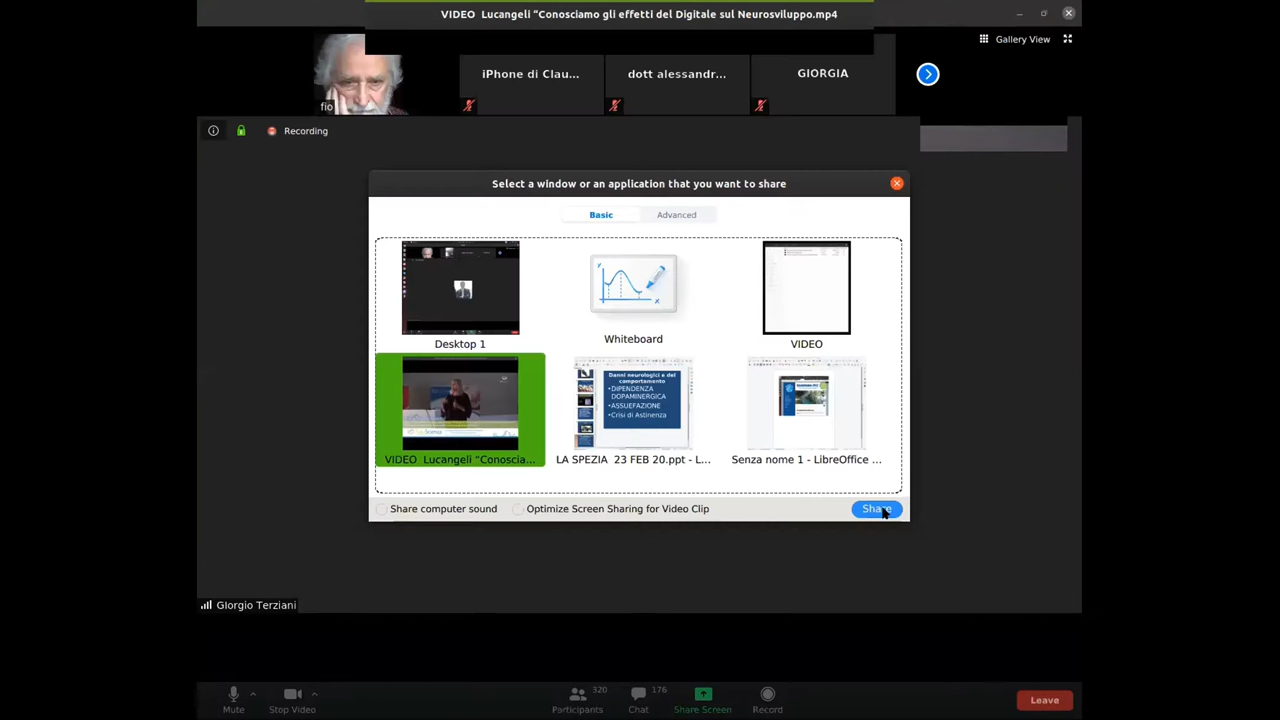 VIDEO Lucangeli “Conosciamo gli effetti del Digitale sul Neurosviluppo.mp4
Gallery View
fio
iPhone di Clau...
dott alessandr...
GIORGIA
Recording
Select a window or an application that you want to share
Basic
Advanced
Desktop 1
Whiteboard
VIDEO
Danni neurologici e del
comportamento
•DIPENDENZA
DOPAMINERGICA
•ASSUEFAZIONE
•Crisi di Astinenza
VIDEO Lucangeli “Conoscia...
LA SPEZIA 23 FEB 20.ppt - L...
Senza nome 1 - LibreOffice ...
Share computer sound
Optimize Screen Sharing for Video Clip
Share
GIorgio Terziani
Mute
Stop Video
Participants
320
Chat
176
Share Screen
Record
Leave